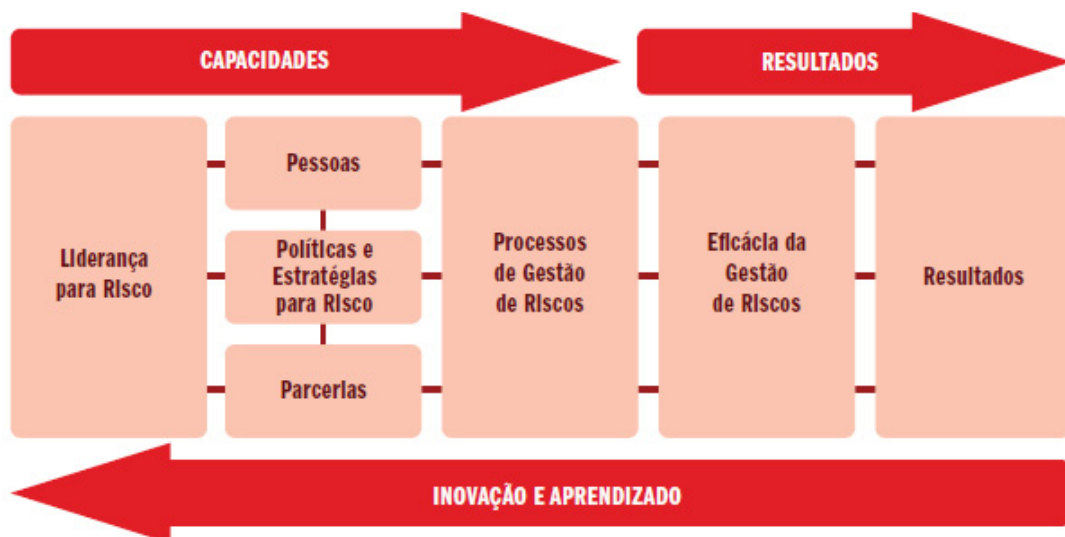 CAPACIDADES
RESULTADOS
Liderança
para Risco
Pessoas
Políticas e
Estratégias
para Risco
Parcerias
Processos
de Gestão
de Riscos
Eficácia da
Gestão
de Riscos
Resultados
INOVAÇÃO E APRENDIZADO